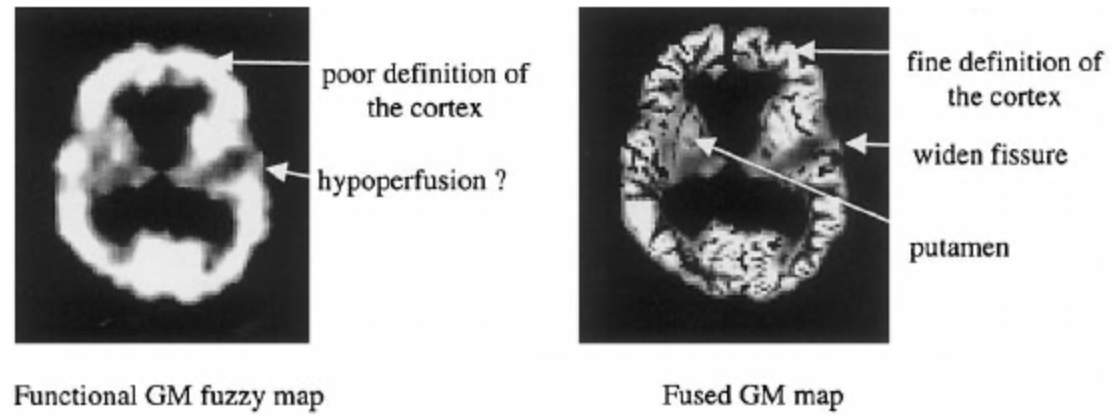 poor definition of
the cortex
hypoperfusion ?
Functional GM fuzzy map
fine definition of
the cortex
widen fissure
putamen
Fused GM map